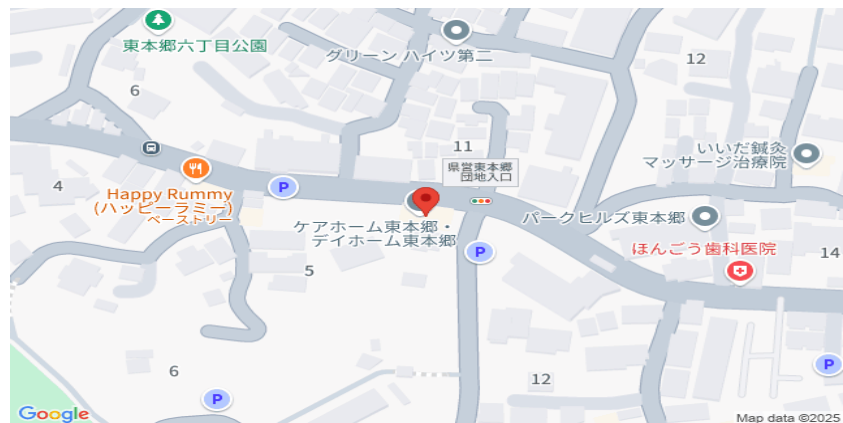 東本郷六丁目公園
グリーン ハイツ第二
12
6
11
県営東本郷
団地入口
いいだ鍼灸
マッサージ治療院
4
P
Happy Rummy
(ハッピーラミー)
ペーストリー
パークヒルズ東本郷
ケアホーム東本郷・
デイホーム東本郷
P
ほんごう歯科医院
14
5
6
12
P
P
Google
Map data ©2025